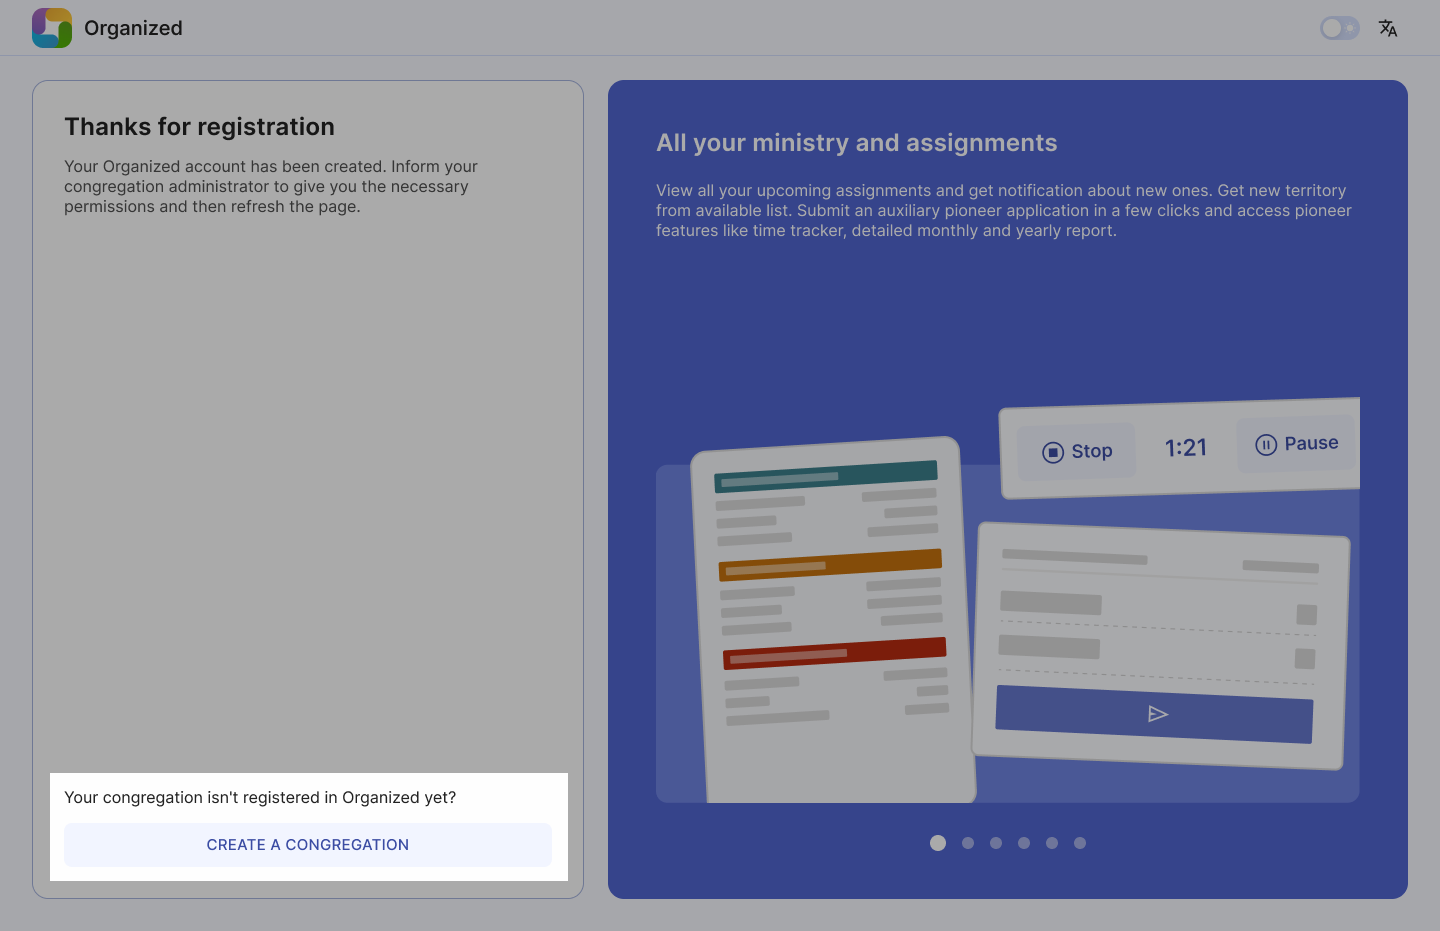 Organized
Thanks for registration
Your Organized account has been created. Inform your
congregation administrator to give you the necessary
permissions and then refresh the page.
Your congregation isn't registered in Organized yet?
CREATE A CONGREGATION
All your ministry and assignments
View all your upcoming assignments and get notification about new ones. Get new territory
from available list. Submit an auxiliary pioneer application in a few clicks and access pioneer
features like time tracker, detailed monthly and yearly report.
Stop 1:21 Pause